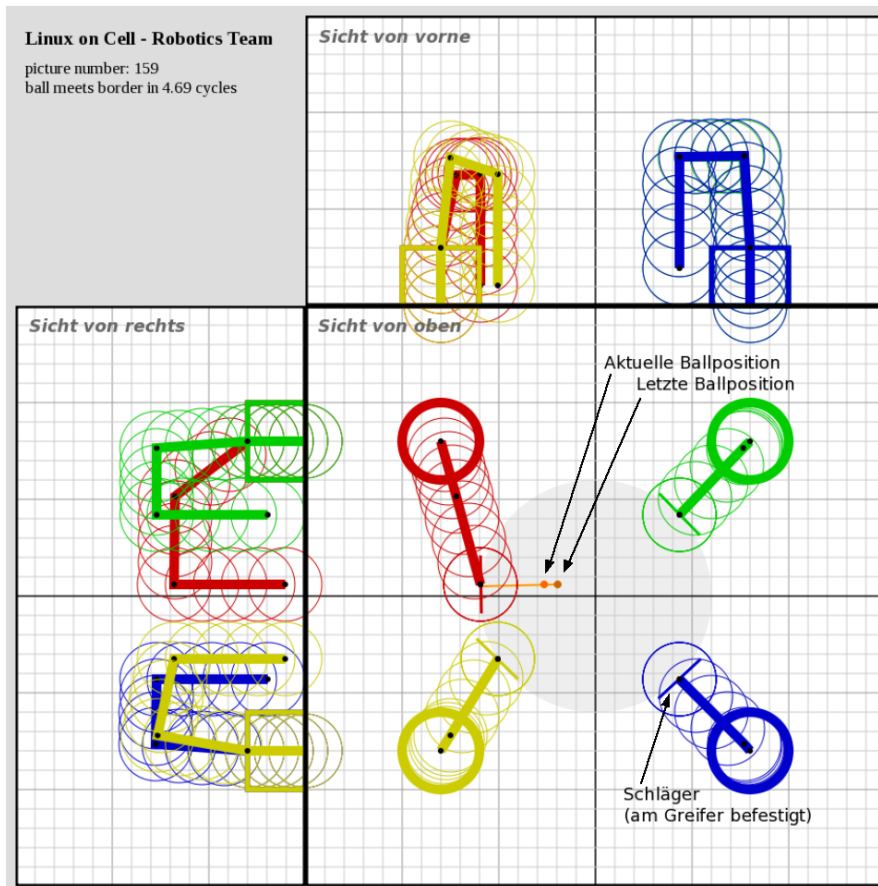 Linux on Cell - Robotics Team
picture number: 159
ball meets border in 4.69 cycles
Sicht von vorne
Sicht von rechts
Sicht von oben
Aktuelle Ballposition
Letzte Ballposition
Schläger
(am Greifer befestigt)